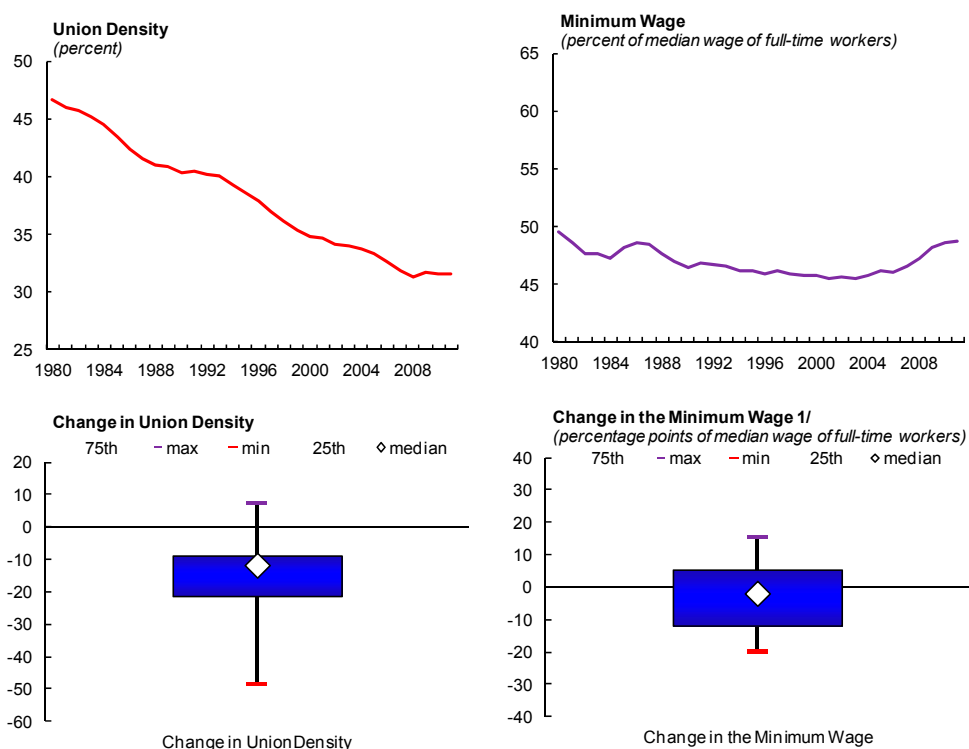 Union Density
(percent)
50
45
40
35
30
25
1980 1984 1988 1992 1996 2000 2004 2008
Minimum Wage
(percent of median wage of full-time workers)
65
60
55
50
45
40
1980 1984 1988 1992 1996 2000 2004 2008
Change in Union Density
75th max min 25th median
20
10
0
-10
-20
-30
-40
-50
-60
Change in Union Density
Change in the Minimum Wage 1/
(percentage points of median wage of full-time workers)
75th max min 25th median
40
30
20
10
0
-10
-20
-30
-40
Change in the Minimum Wage